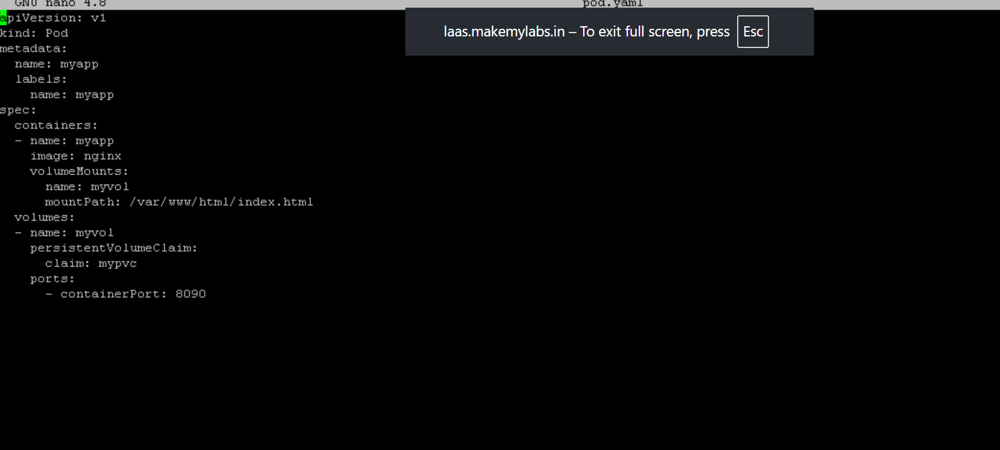 GNU nano 4.8 pod.yaml
apiVersion: v1
kind: Pod
metadata:
  name: myapp
  labels:
    name: myapp
spec:
  containers:
  - name: myapp
    image: nginx
    volumeMounts:
      name: myvol
      mountPath: /var/www/html/index.html
  volumes:
  - name: myvol
    persistentVolumeClaim:
      claim: mypvc
    ports:
      - containerPort: 8090
laas.makemylabs.in – To exit full screen, press Esc